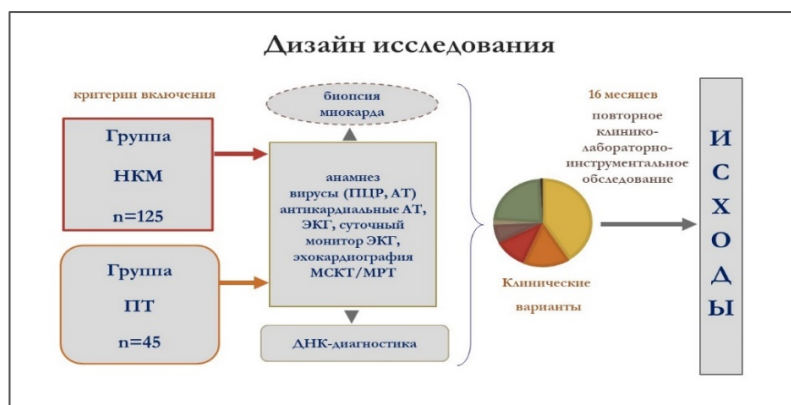 Дизайн исследования
критерии включения
Группа
НКМ
n=125
Группа
ПТ
n=45
биопсия
миокарда
анамнез
вирусы (ПЦР, АТ)
антикардиальные АТ,
ЭКГ, суточный
монитор ЭКГ,
эхокардиография
МСКТ/МРТ
ДНК-диагностика
Клинические
варианты
16 месяцев
повторное
клинико-
лабораторно-
инструментальное
обследование
ИСХОДЫ